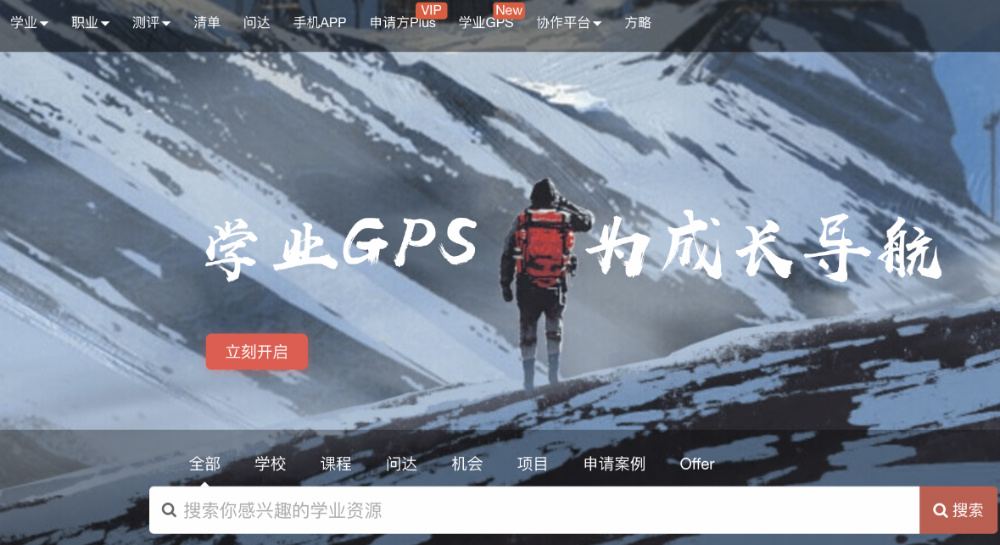 学业 职业 测评 清单 问达 手机APP 申请方Plus VIP 学业GPS New 协作平台 方略
学业GPS 为成长导航
立刻开启
全部 学校 课程 问达 机会 项目 申请案例 Offer
搜索你感兴趣的学业资源 搜索